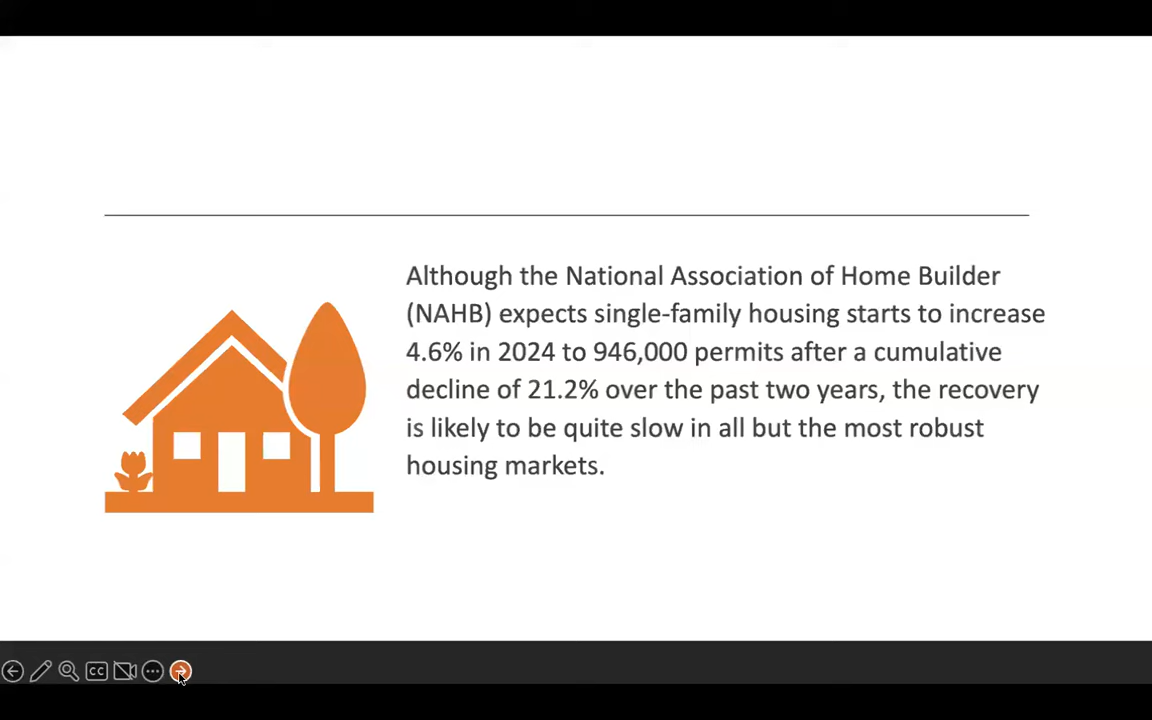 Although the National Association of Home Builder
(NAHB) expects single-family housing starts to increase
4.6% in 2024 to 946,000 permits after a cumulative
decline of 21.2% over the past two years, the recovery
is likely to be quite slow in all but the most robust
housing markets.
CC